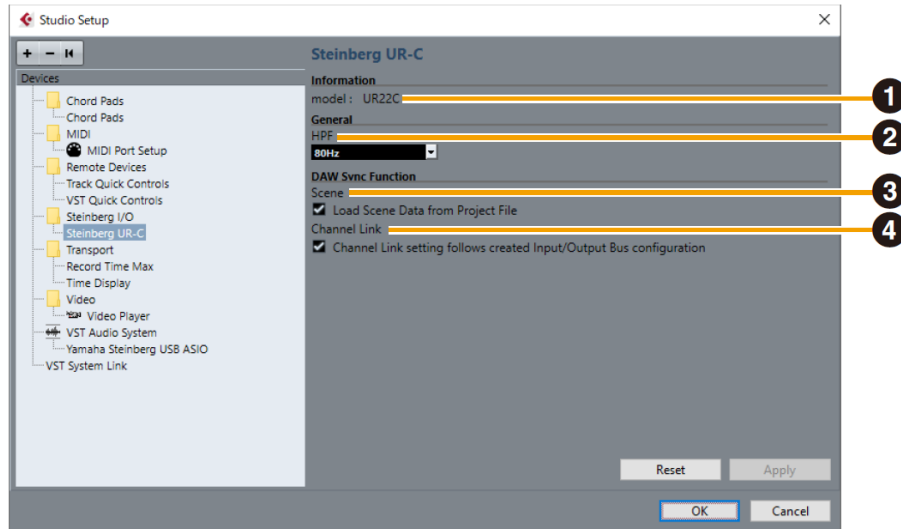 Studio Setup
+ −
Devices
Chord Pads
Chord Pads
MIDI
MIDI Port Setup
Remote Devices
Track Quick Controls
VST Quick Controls
Steinberg I/O
Steinberg UR-C
Transport
Record Time Max
Time Display
Video
Video Player
VST Audio System
Yamaha Steinberg USB ASIO
VST System Link
Steinberg UR-C
Information
model : UR22C
1
General
HPF
2
80Hz
DAW Sync Function
Scene
3
Load Scene Data from Project File
Channel Link
4
Channel Link setting follows created Input/Output Bus configuration
Reset Apply
OK Cancel